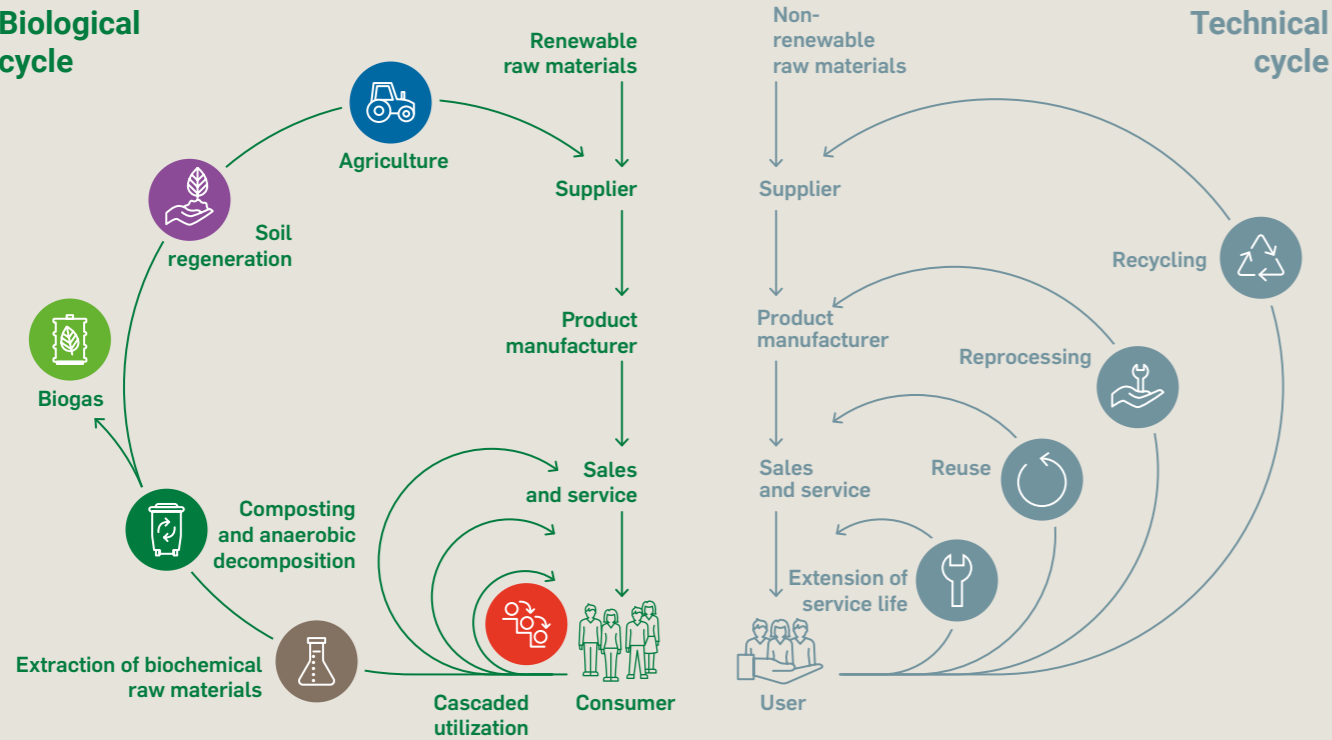 Biological
cycle
Renewable
raw materials
Agriculture
Supplier
Soil
regeneration
Product
manufacturer
Biogas
Sales
and service
Composting
and anaerobic
decomposition
Extraction of biochemical
raw materials
Cascaded
utilization
Consumer
Non-
renewable
raw materials
Technical
cycle
Supplier
Recycling
Product
manufacturer
Reprocessing
Sales
and service
Reuse
Extension of
service life
User